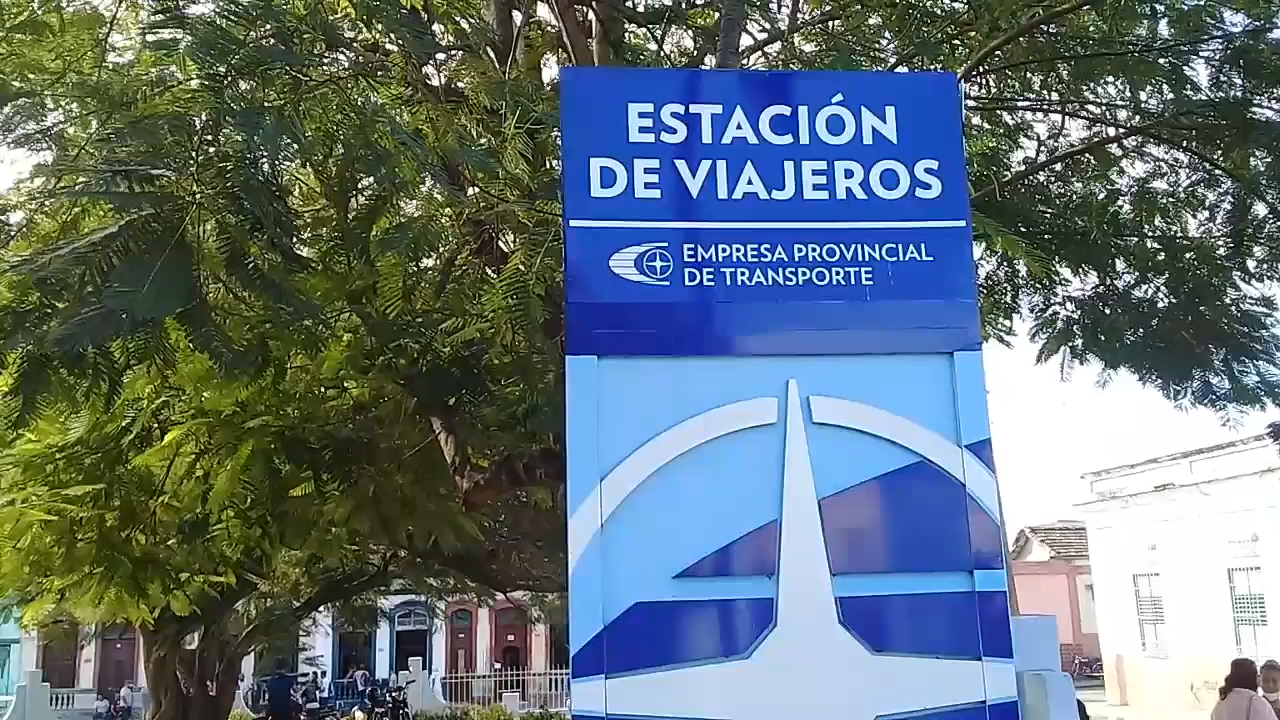 ESTACIÓN
DE VIAJEROS
EMPRESA PROVINCIAL
DE TRANSPORTE